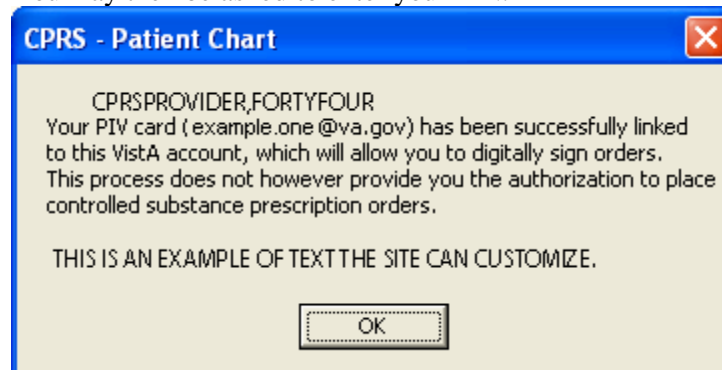 CPRS - Patient Chart
CPRSPROVIDER,FORTYFOUR
Your PIV card (example.one@va.gov) has been successfully linked
to this VistA account, which will allow you to digitally sign orders.
This process does not however provide you the authorization to place
controlled substance prescription orders.
THIS IS AN EXAMPLE OF TEXT THE SITE CAN CUSTOMIZE.
OK